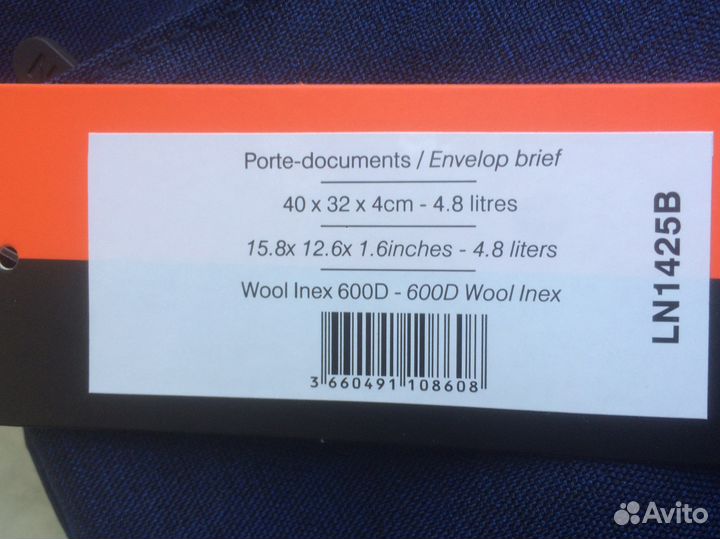 Porte-documents / Envelop brief
40 x 32 x 4cm - 4.8 litres
15.8x 12.6x 1.6inches - 4.8 liters
Wool Inex 600D - 600D Wool Inex
3 660491 108608
LN1425B
N
Avito